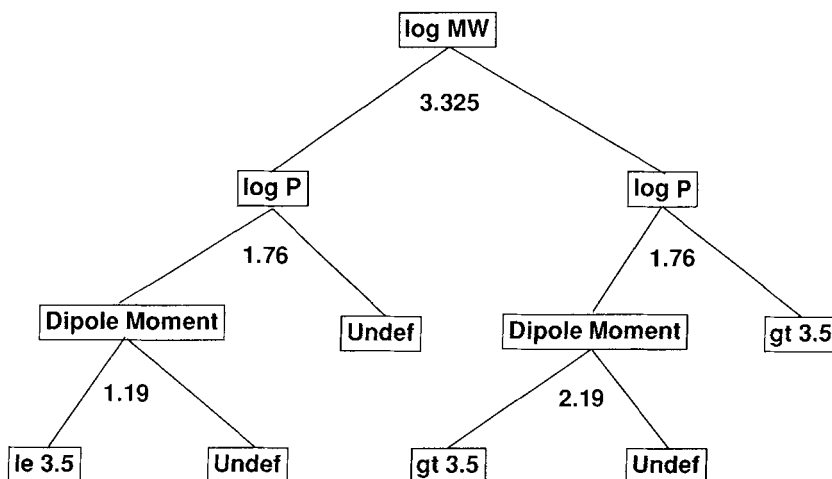 log MW
3.325
log P
log P
1.76
1.76
Dipole Moment
Undef
Dipole Moment
gt 3.5
1.19
2.19
le 3.5
Undef
gt 3.5
Undef